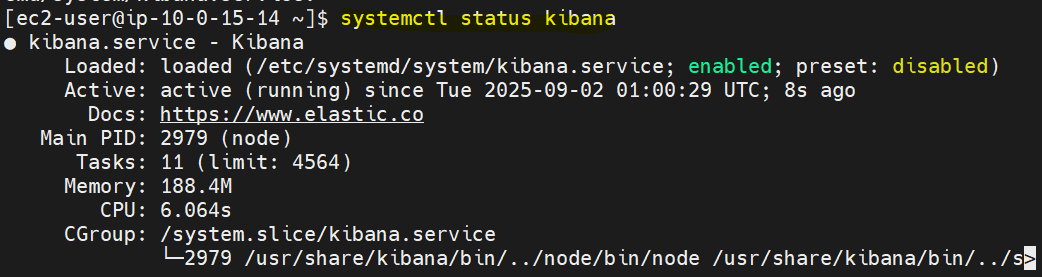 [ec2-user@ip-10-0-15-14 ~]$ systemctl status kibana
● kibana.service - Kibana
Loaded: loaded (/etc/systemd/system/kibana.service; enabled; preset: disabled)
Active: active (running) since Tue 2025-09-02 01:00:29 UTC; 8s ago
Docs: https://www.elastic.co
Main PID: 2979 (node)
Tasks: 11 (limit: 4564)
Memory: 188.4M
CPU: 6.064s
CGroup: /system.slice/kibana.service
└─2979 /usr/share/kibana/bin/../node/bin/node /usr/share/kibana/bin/../s>